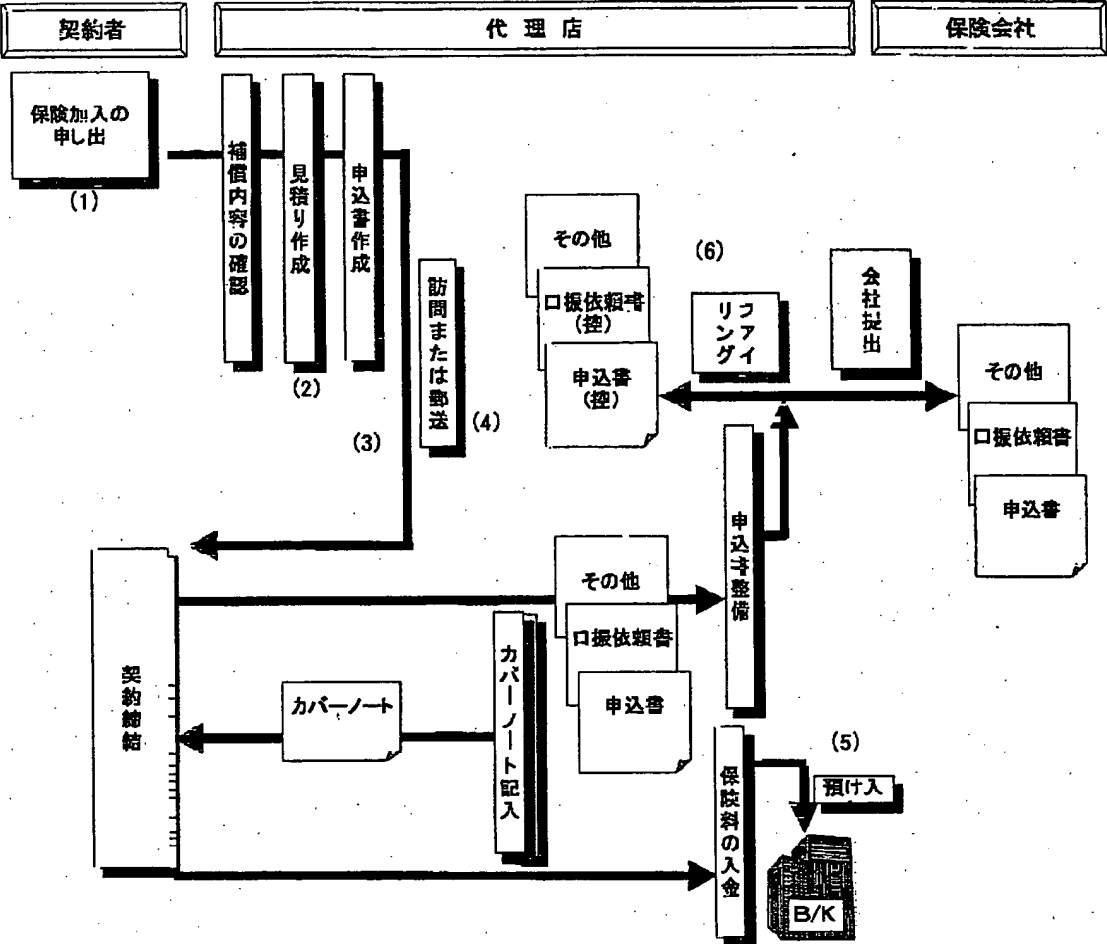 契約者
代理店
保険会社
保険加入の
申し出
(1)
補償内容の確認
見積り作成
(2)
申込書作成
(3)
訪問または郵送
(4)
その他
口振依頼書
(控)
申込書
(控)
(6)
ファイ
リング
会社提出
その他
口振依頼書
申込書
契約締結
カバーノート
カバーノート記入
その他
口振依頼書
申込書
申込書整備
保険料の入金
(5)
預け入
B/K